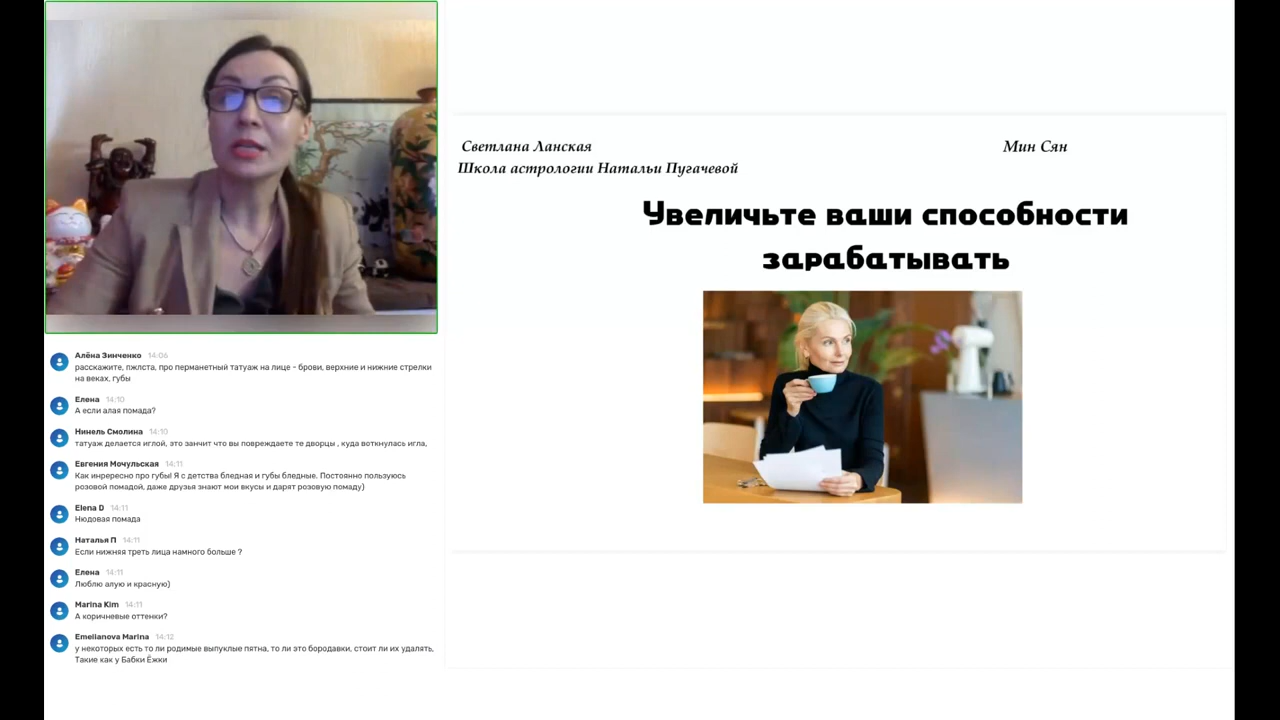 Светлана Ланская
Мин Сян
Школа астрологии Натальи Пугачевой
Увеличьте ваши способности
зарабатывать
Алёна Зинченко 14:06
расскажите, пжлста, про перманетный татуаж на лице - брови, верхние и нижние стрелки
на веках, губы
Елена 14:10
А если алая помада?
Нинель Смолина 14:10
татуаж делается иглой, это занчит что вы повреждаете те дворцы , куда воткнулась игла,
Евгения Мочульская 14:11
Как инрересно про губы! Я с детства бледная и губы бледные. Постоянно пользуюсь
розовой помадой, даже друзья знают мои вкусы и дарят розовую помаду)
Elena D 14:11
Нюдовая помада
Наталья П 14:11
Если нижняя треть лица намного больше ?
Елена 14:11
Люблю алую и красную)
Marina Kim 14:11
А коричневые оттенки?
Emelianova Marina 14:12
у некоторых есть то ли родимые выпуклые пятна, то ли это бородавки, стоит ли их удалять,
Такие как у Бабки Ёжки